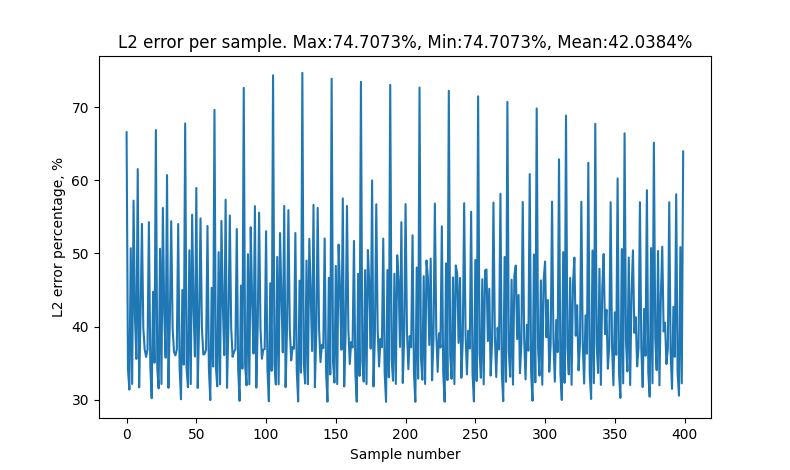 L2 error per sample. Max:74.7073%, Min:74.7073%, Mean:42.0384%
70
60
50
40
30
L2 error percentage, %
0 50 100 150 200 250 300 350 400
Sample number